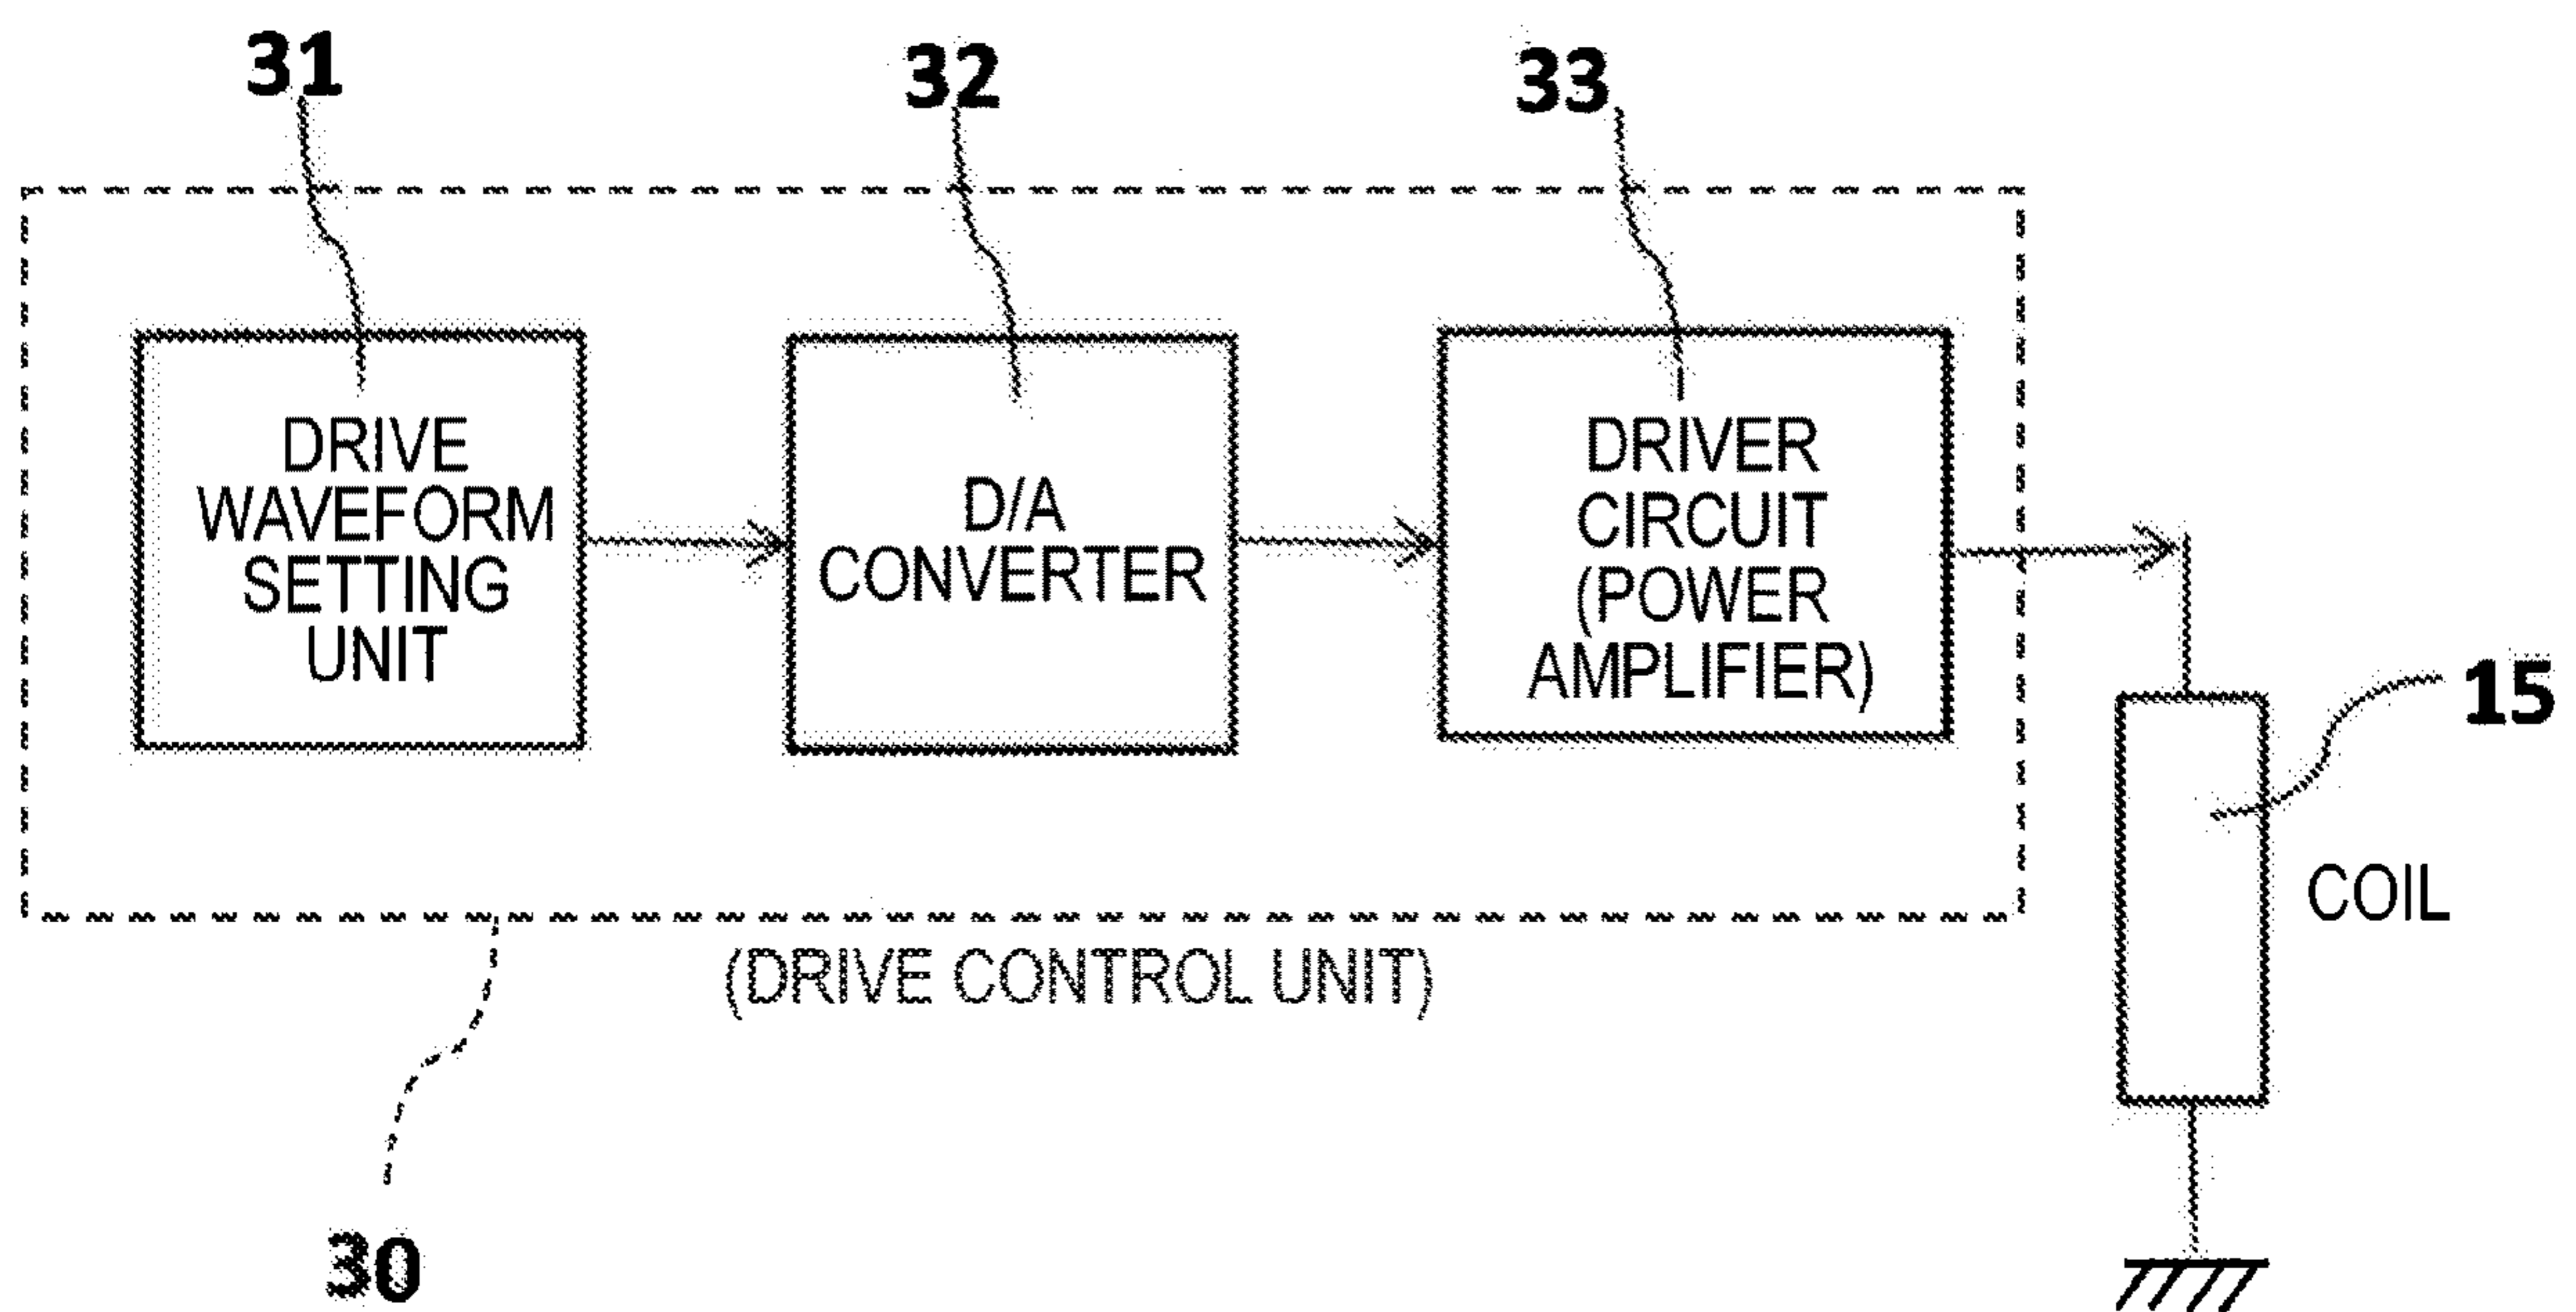 31
32
33
DRIVE
WAVEFORM
SETTING
UNIT
D/A
CONVERTER
DRIVER
CIRCUIT
(POWER
AMPLIFIER)
15
COIL
(DRIVE CONTROL UNIT)
30